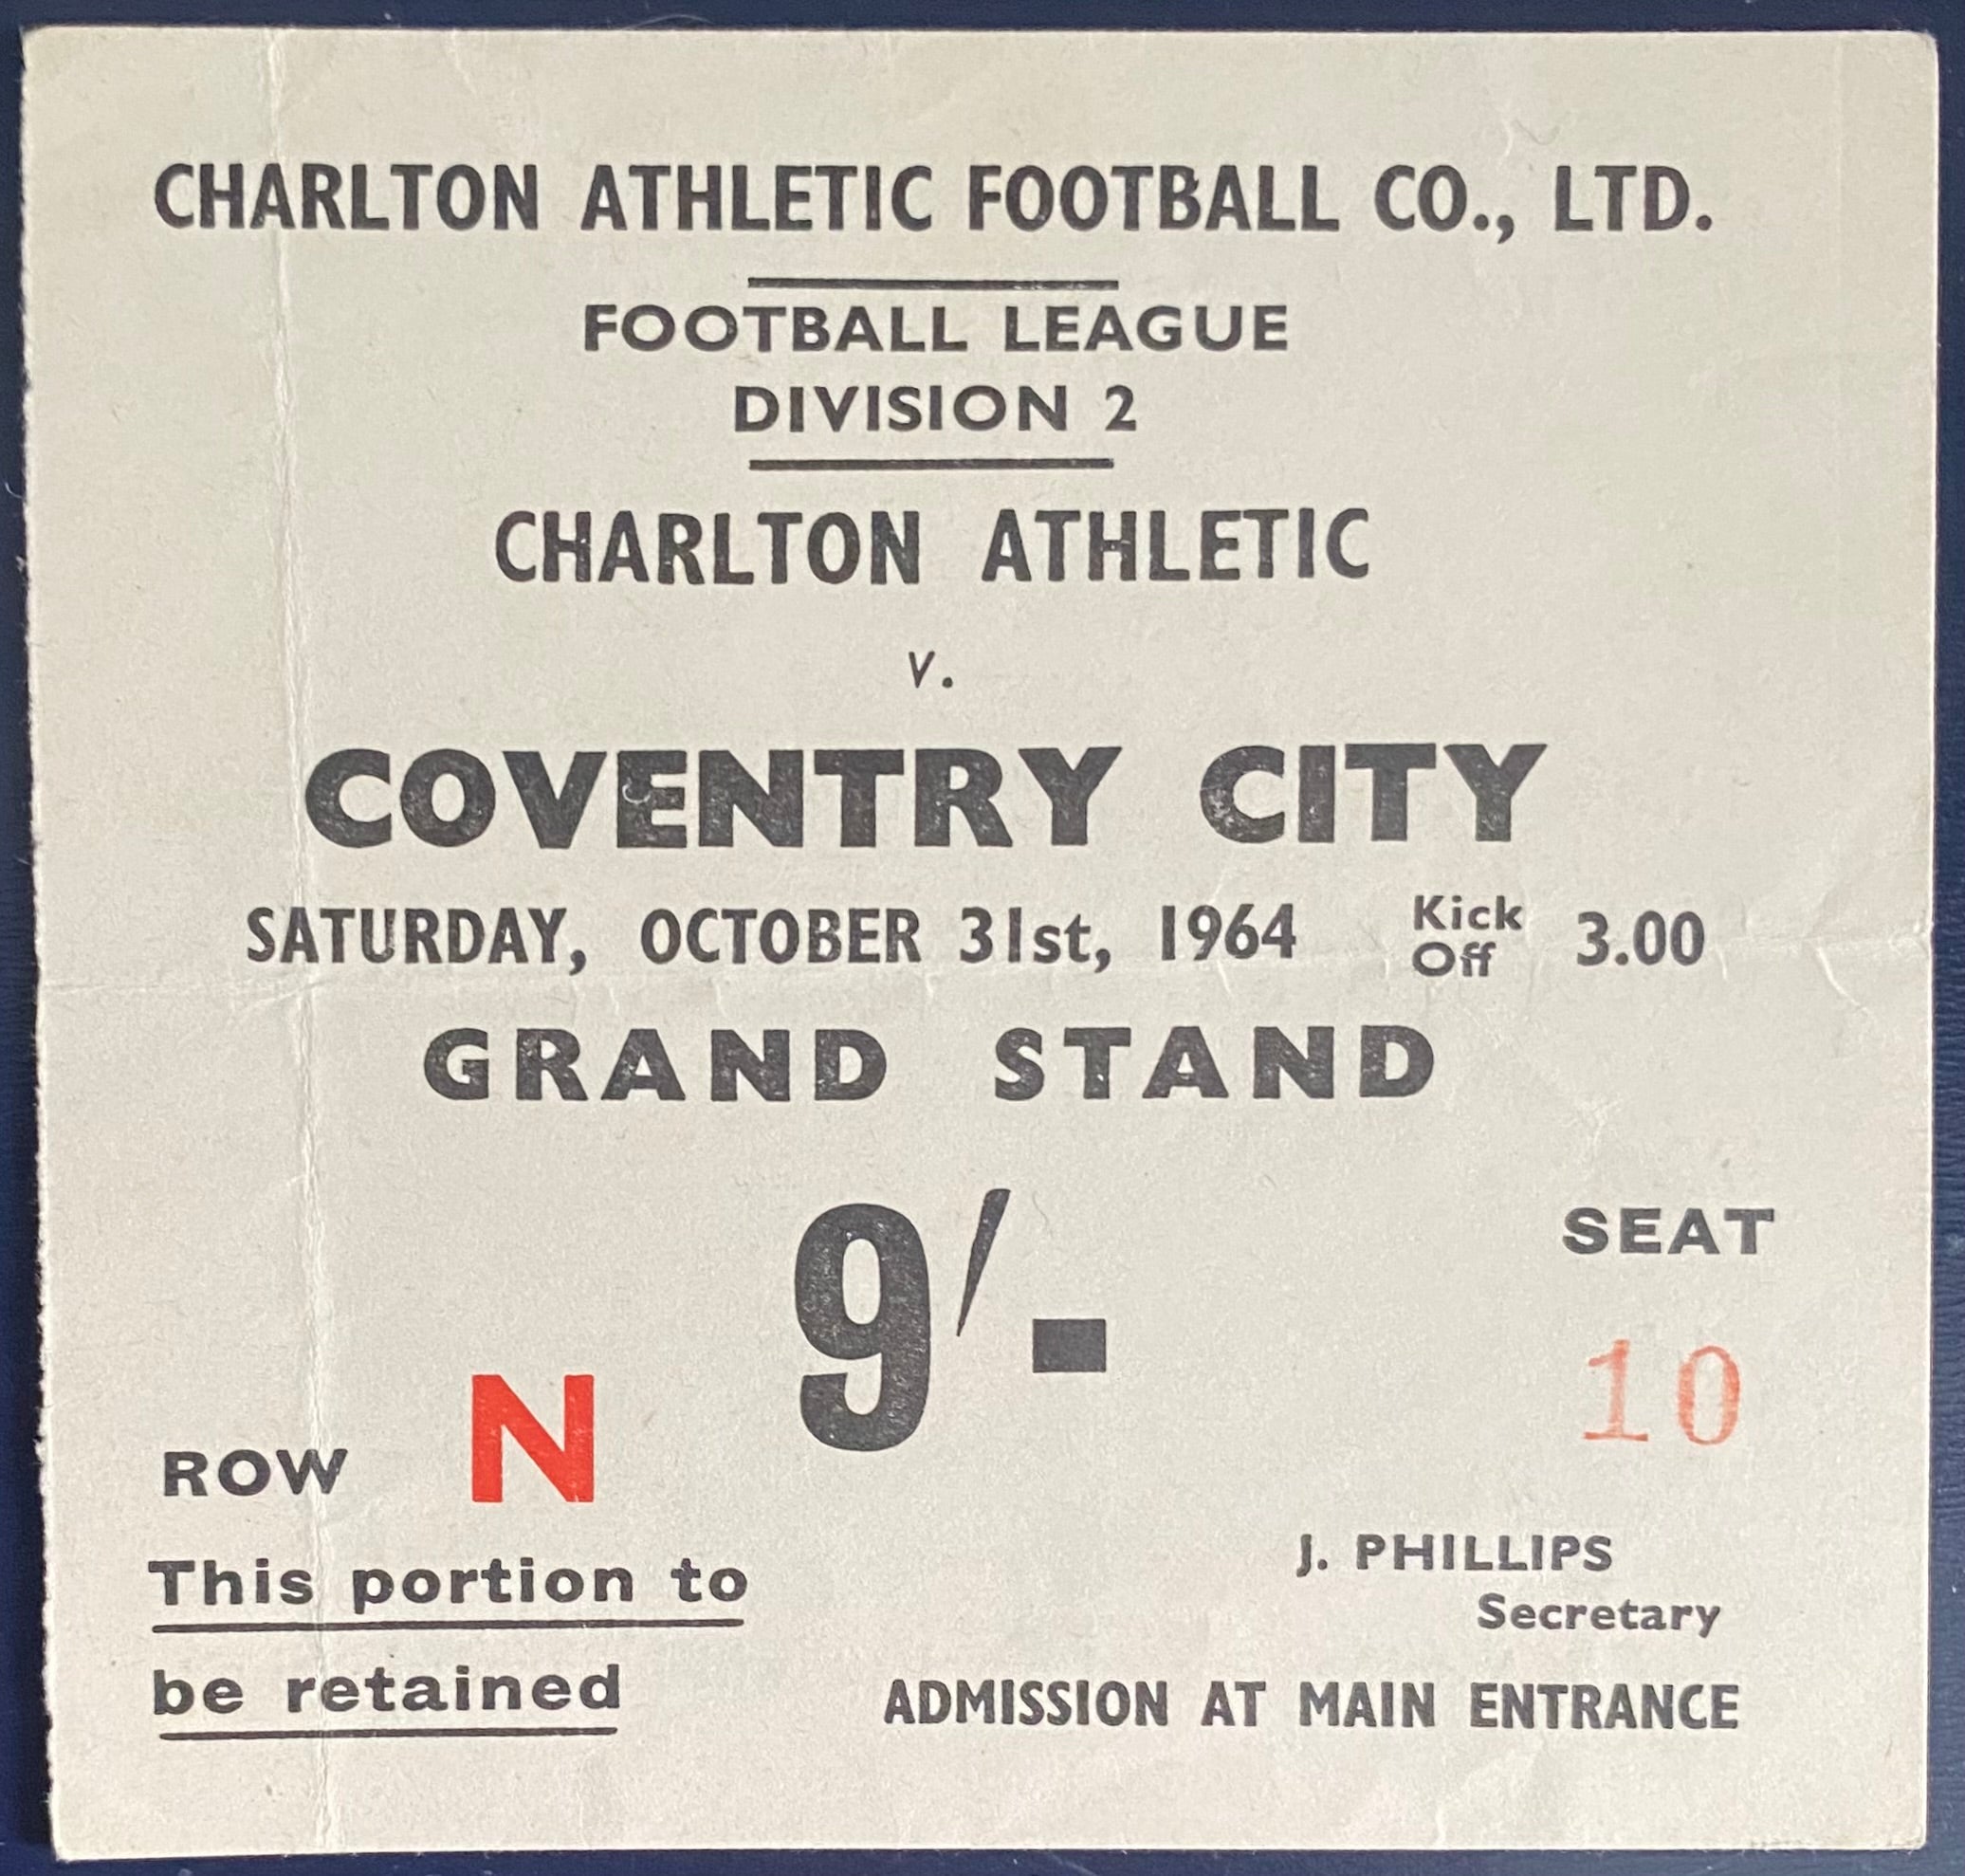 CHARLTON ATHLETIC FOOTBALL CO., LTD.
FOOTBALL LEAGUE
DIVISION 2
CHARLTON ATHLETIC
v.
COVENTRY CITY
SATURDAY, OCTOBER 31st, 1964 Kick Off 3.00
GRAND STAND
9/-
SEAT
10
ROW N
J. PHILLIPS
Secretary
This portion to
be retained
ADMISSION AT MAIN ENTRANCE